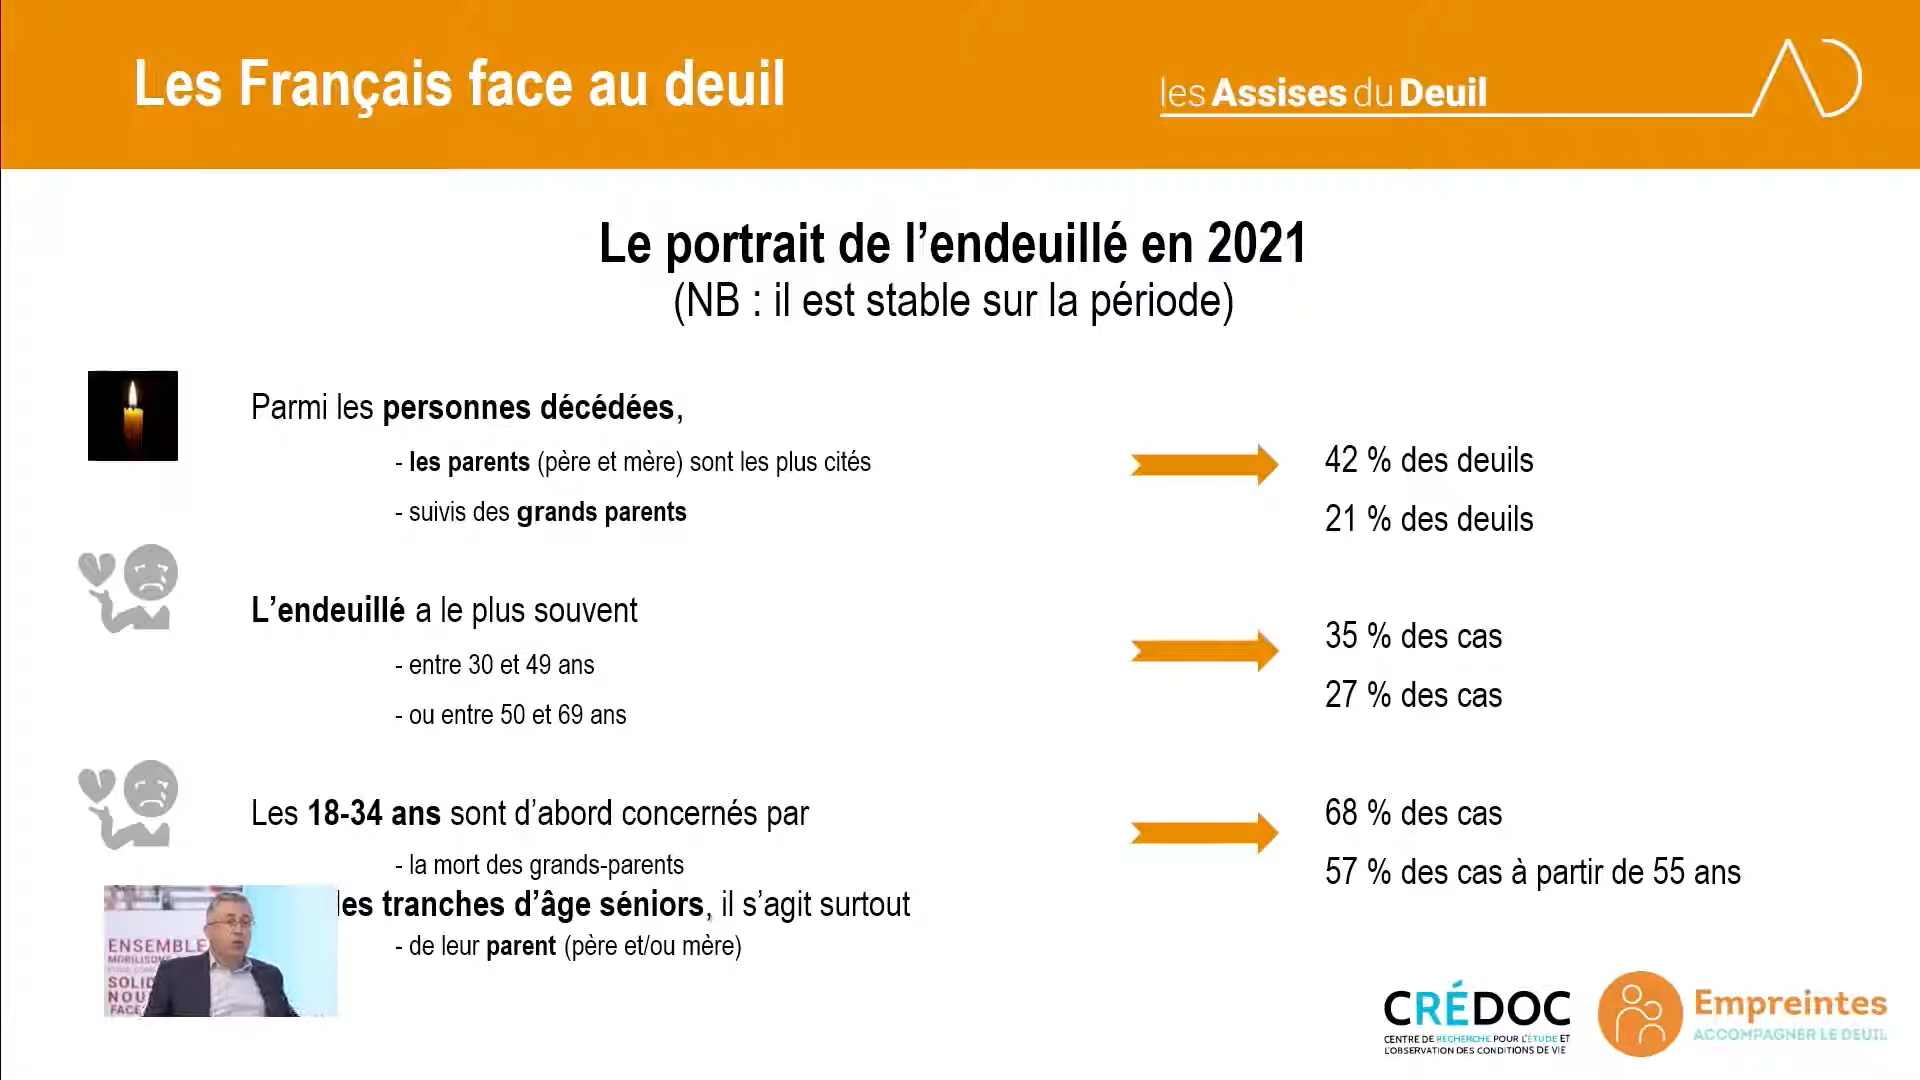 Les Français face au deuil
les Assises du Deuil
AD
Le portrait de l’endeuillé en 2021
(NB : il est stable sur la période)
Parmi les personnes décédées,
- les parents (père et mère) sont les plus cités
42 % des deuils
- suivis des grands parents
21 % des deuils
L’endeuillé a le plus souvent
35 % des cas
- entre 30 et 49 ans
27 % des cas
- ou entre 50 et 69 ans
Les 18-34 ans sont d’abord concernés par
68 % des cas
- la mort des grands-parents
57 % des cas à partir de 55 ans
les tranches d’âge séniors, il s’agit surtout
- de leur parent (père et/ou mère)
ENSEMBLE
SOLID
NOU
FACE
CRÉDOC
CENTRE DE RECHERCHE POUR L'ÉTUDE ET
L'OBSERVATION DES CONDITIONS DE VIE
Empreintes
ACCOMPAGNER LE DEUIL